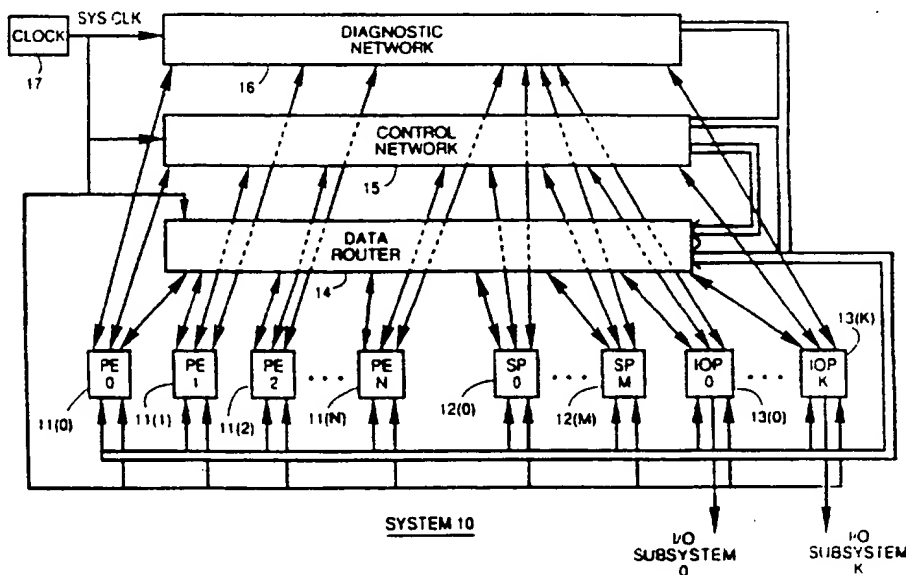 SYS CLK
CLOCK
17
DIAGNOSTIC
NETWORK
16
CONTROL
NETWORK
15
DATA
ROUTER
14
PE
0
PE
1
PE
2
PE
N
SP
0
SP
M
IOP
0
IOP
K
13(K)
11(0)
11(1)
11(2)
11(N)
12(0)
12(M)
13(0)
SYSTEM 10
I/O
SUBSYSTEM
0
I/O
SUBSYSTEM
K